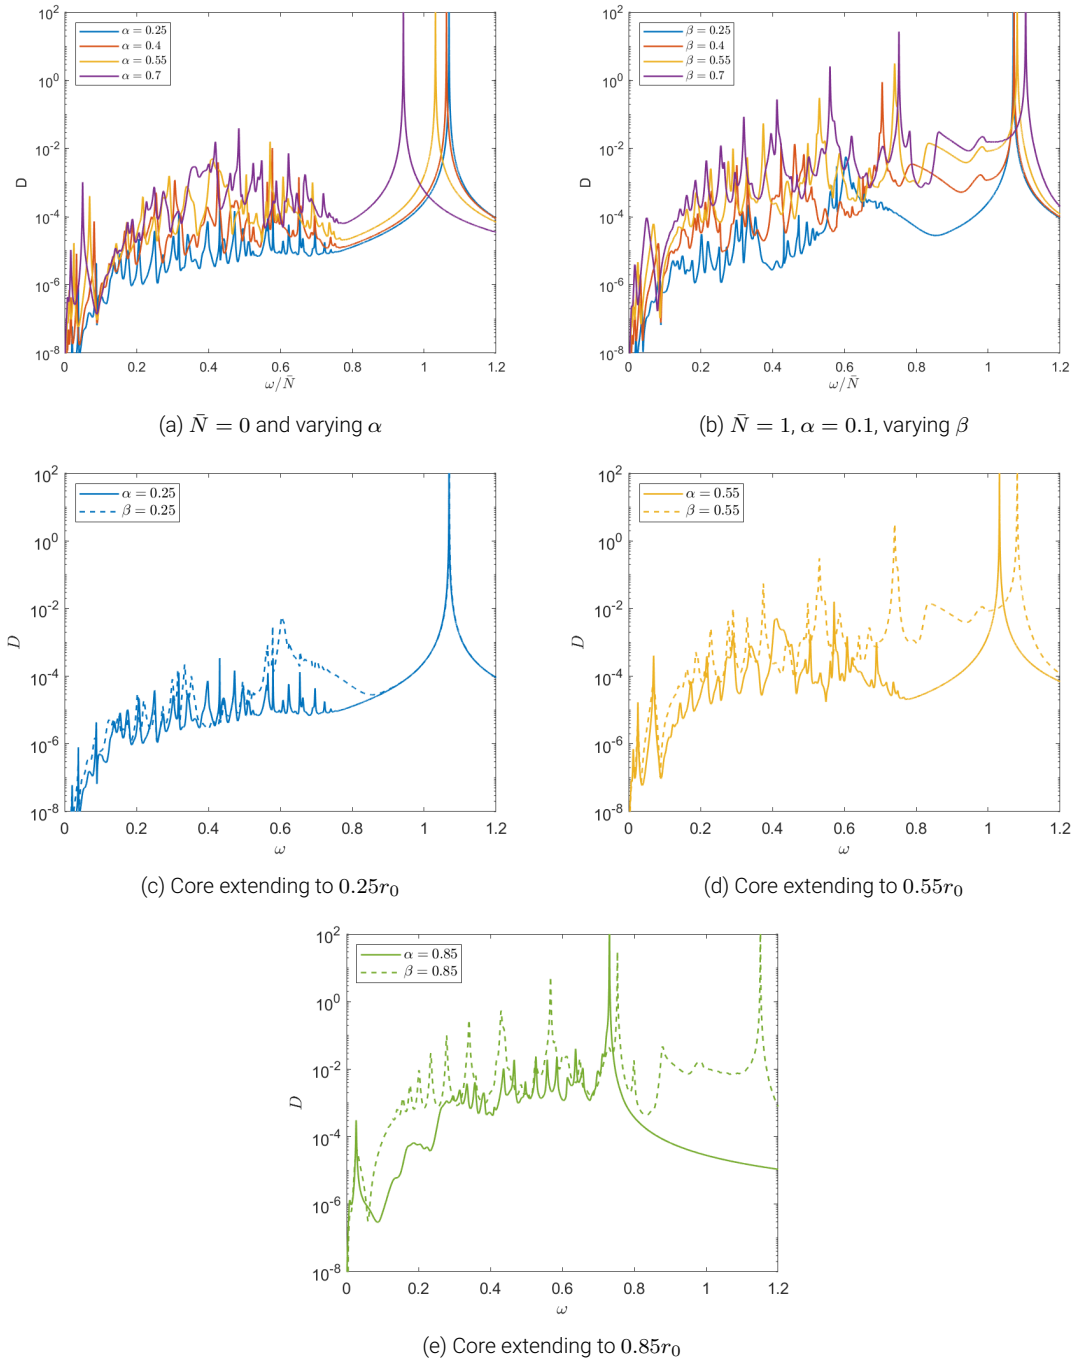 10^2
10^0
10^-2
10^-4
10^-6
10^-8
D
α = 0.25
α = 0.4
α = 0.55
α = 0.7
0 0.2 0.4 0.6 0.8 1 1.2
ω/N̄
(a) N̄ = 0 and varying α
10^2
10^0
10^-2
10^-4
10^-6
10^-8
D
β = 0.25
β = 0.4
β = 0.55
β = 0.7
0 0.2 0.4 0.6 0.8 1 1.2
ω/N̄
(b) N̄ = 1, α = 0.1, varying β
10^2
10^0
10^-2
10^-4
10^-6
10^-8
D
α = 0.25
β = 0.25
0 0.2 0.4 0.6 0.8 1 1.2
ω
(c) Core extending to 0.25r₀
10^2
10^0
10^-2
10^-4
10^-6
10^-8
D
α = 0.55
β = 0.55
0 0.2 0.4 0.6 0.8 1 1.2
ω
(d) Core extending to 0.55r₀
10^2
10^0
10^-2
10^-4
10^-6
10^-8
D
α = 0.85
β = 0.85
0 0.2 0.4 0.6 0.8 1 1.2
ω
(e) Core extending to 0.85r₀